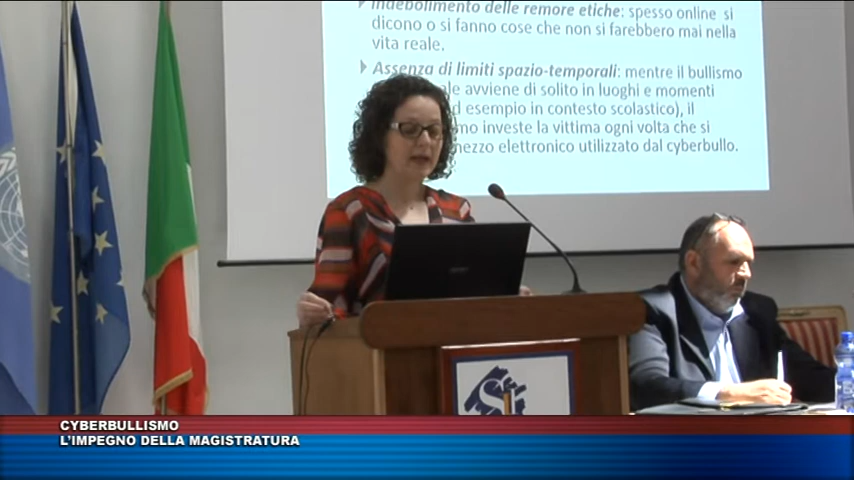 Indebolimento delle remore etiche: spesso online si
dicono o si fanno cose che non si farebbero mai nella
vita reale.
Assenza di limiti spazio-temporali: mentre il bullismo
avviene di solito in luoghi e momenti
esempio in contesto scolastico), il
investe la vittima ogni volta che si
mezzo elettronico utilizzato dal cyberbullo.
CYBERBULLISMO
L'IMPEGNO DELLA MAGISTRATURA